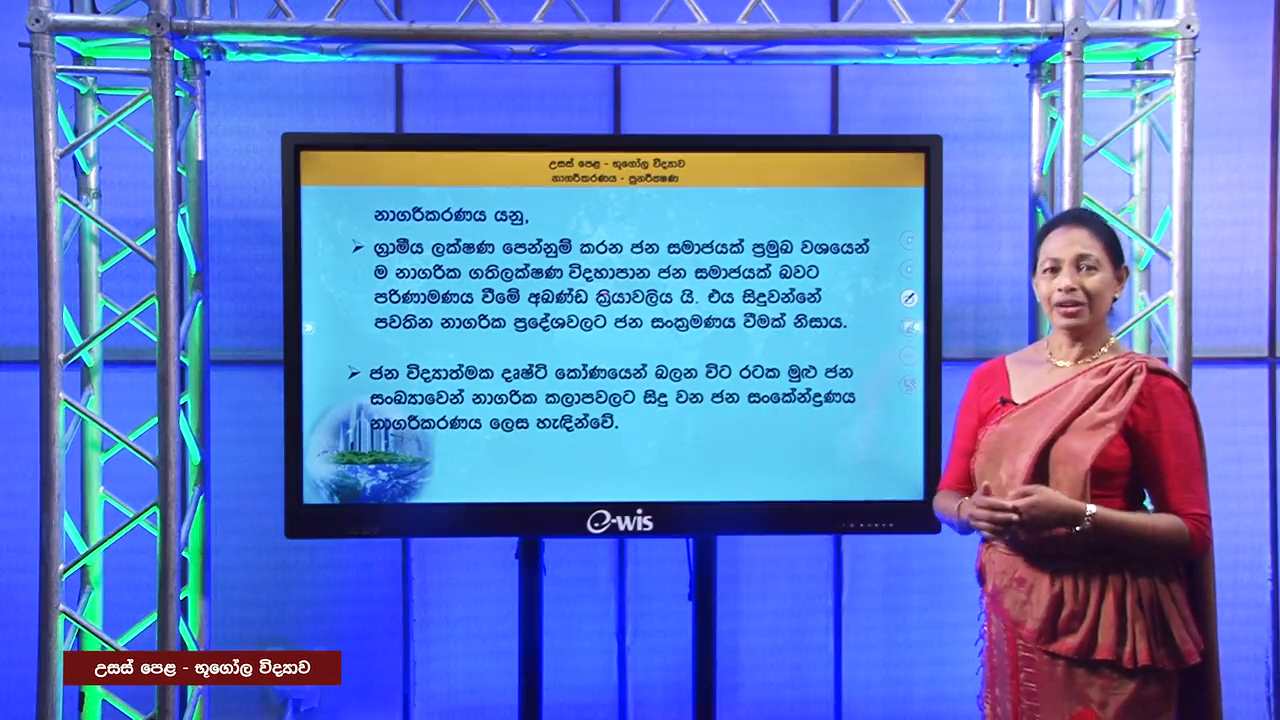 උසස් පෙළ - භූගෝල විද්‍යාව
නාගරීකරණය - පුනරීක්ෂණ
නාගරීකරණය යනු,
➢ ග්‍රාමීය ලක්ෂණ පෙන්නුම් කරන ජන සමාජයක් ප්‍රමුඛ වශයෙන්
ම නාගරික ගතිලක්ෂණ විදහාපාන ජන සමාජයක් බවට
පරිණාමණය වීමේ අඛණ්ඩ ක්‍රියාවලිය යි. එය සිදුවන්නේ
පවතින නාගරික ප්‍රදේශවලට ජන සංක්‍රමණය වීමක් නිසාය.
➢ ජන විද්‍යාත්මක දෘෂ්ටි කෝණයෙන් බලන විට රටක මුළු ජන
සංඛ්‍යාවෙන් නාගරික කලාපවලට සිදු වන ජන සංකේන්ද්‍රණය
නාගරීකරණය ලෙස හැඳින්වේ.
e-wis
උසස් පෙළ - භූගෝල විද්‍යාව